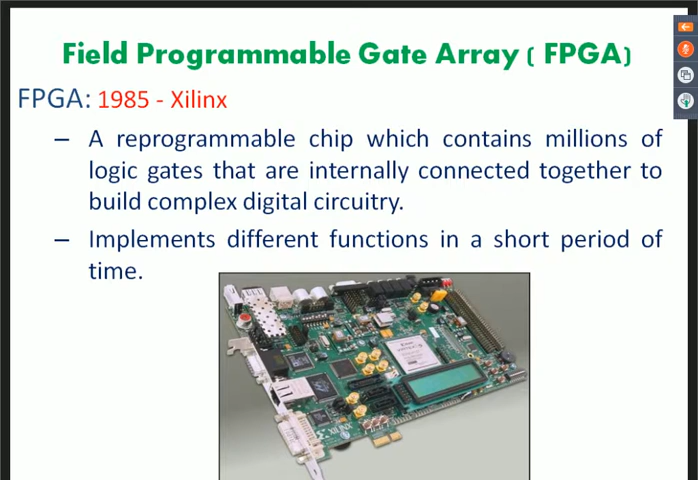 Field Programmable Gate Array ( FPGA)
FPGA: 1985 - Xilinx
– A reprogrammable chip which contains millions of
logic gates that are internally connected together to
build complex digital circuitry.
– Implements different functions in a short period of
time.
XILINX